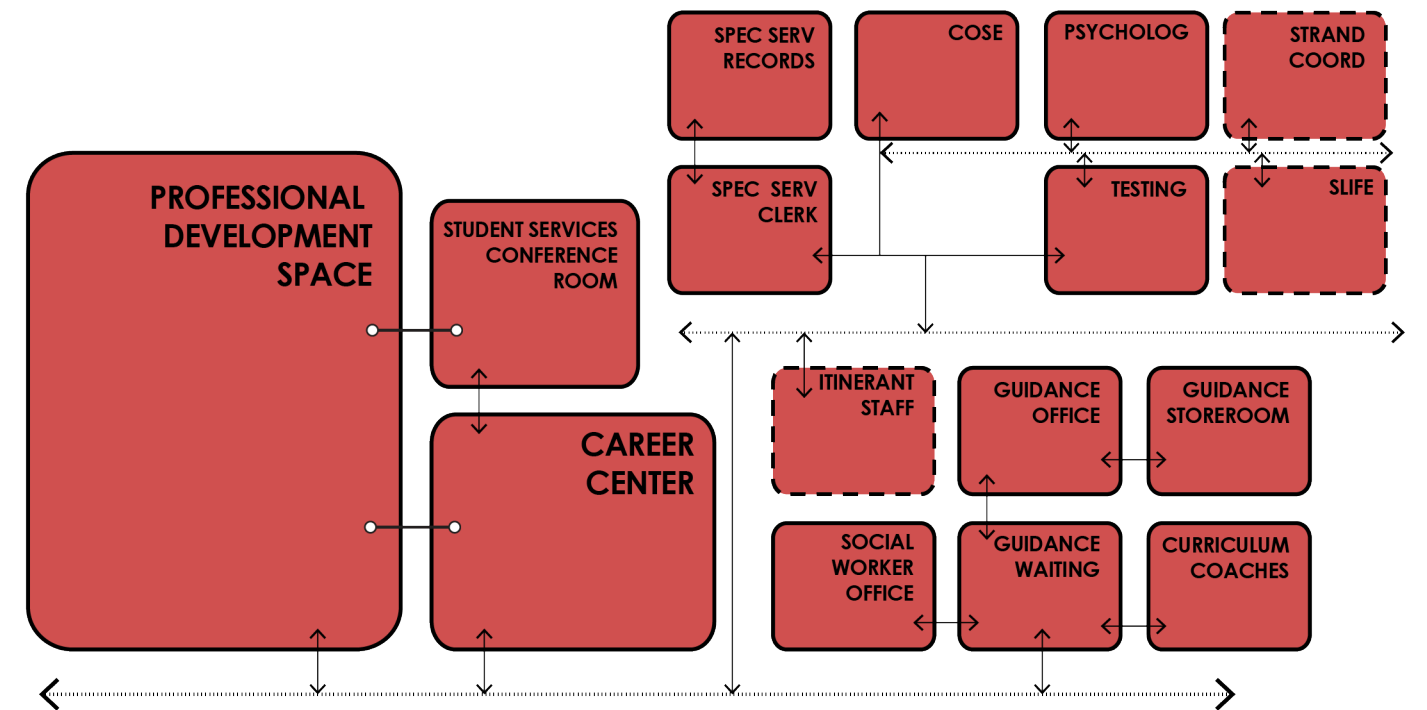 SPEC SERV
RECORDS
COSE
PSYCHOLOG
STRAND
COORD
PROFESSIONAL
DEVELOPMENT
SPACE
STUDENT SERVICES
CONFERENCE
ROOM
SPEC SERV
CLERK
TESTING
SLIFE
CAREER
CENTER
ITINERANT
STAFF
GUIDANCE
OFFICE
GUIDANCE
STOREROOM
SOCIAL
WORKER
OFFICE
GUIDANCE
WAITING
CURRICULUM
COACHES